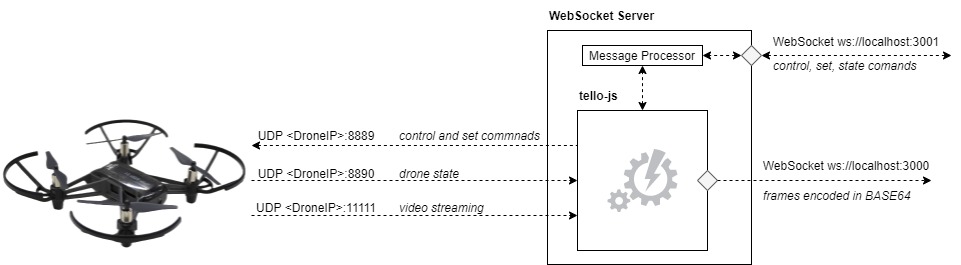 WebSocket Server
WebSocket ws://localhost:3001
control, set, state comands
Message Processor
tello-js
UDP <DroneIP>:8889 control and set commnads
UDP <DroneIP>:8890 drone state
UDP <DroneIP>:11111 video streaming
WebSocket ws://localhost:3000
frames encoded in BASE64